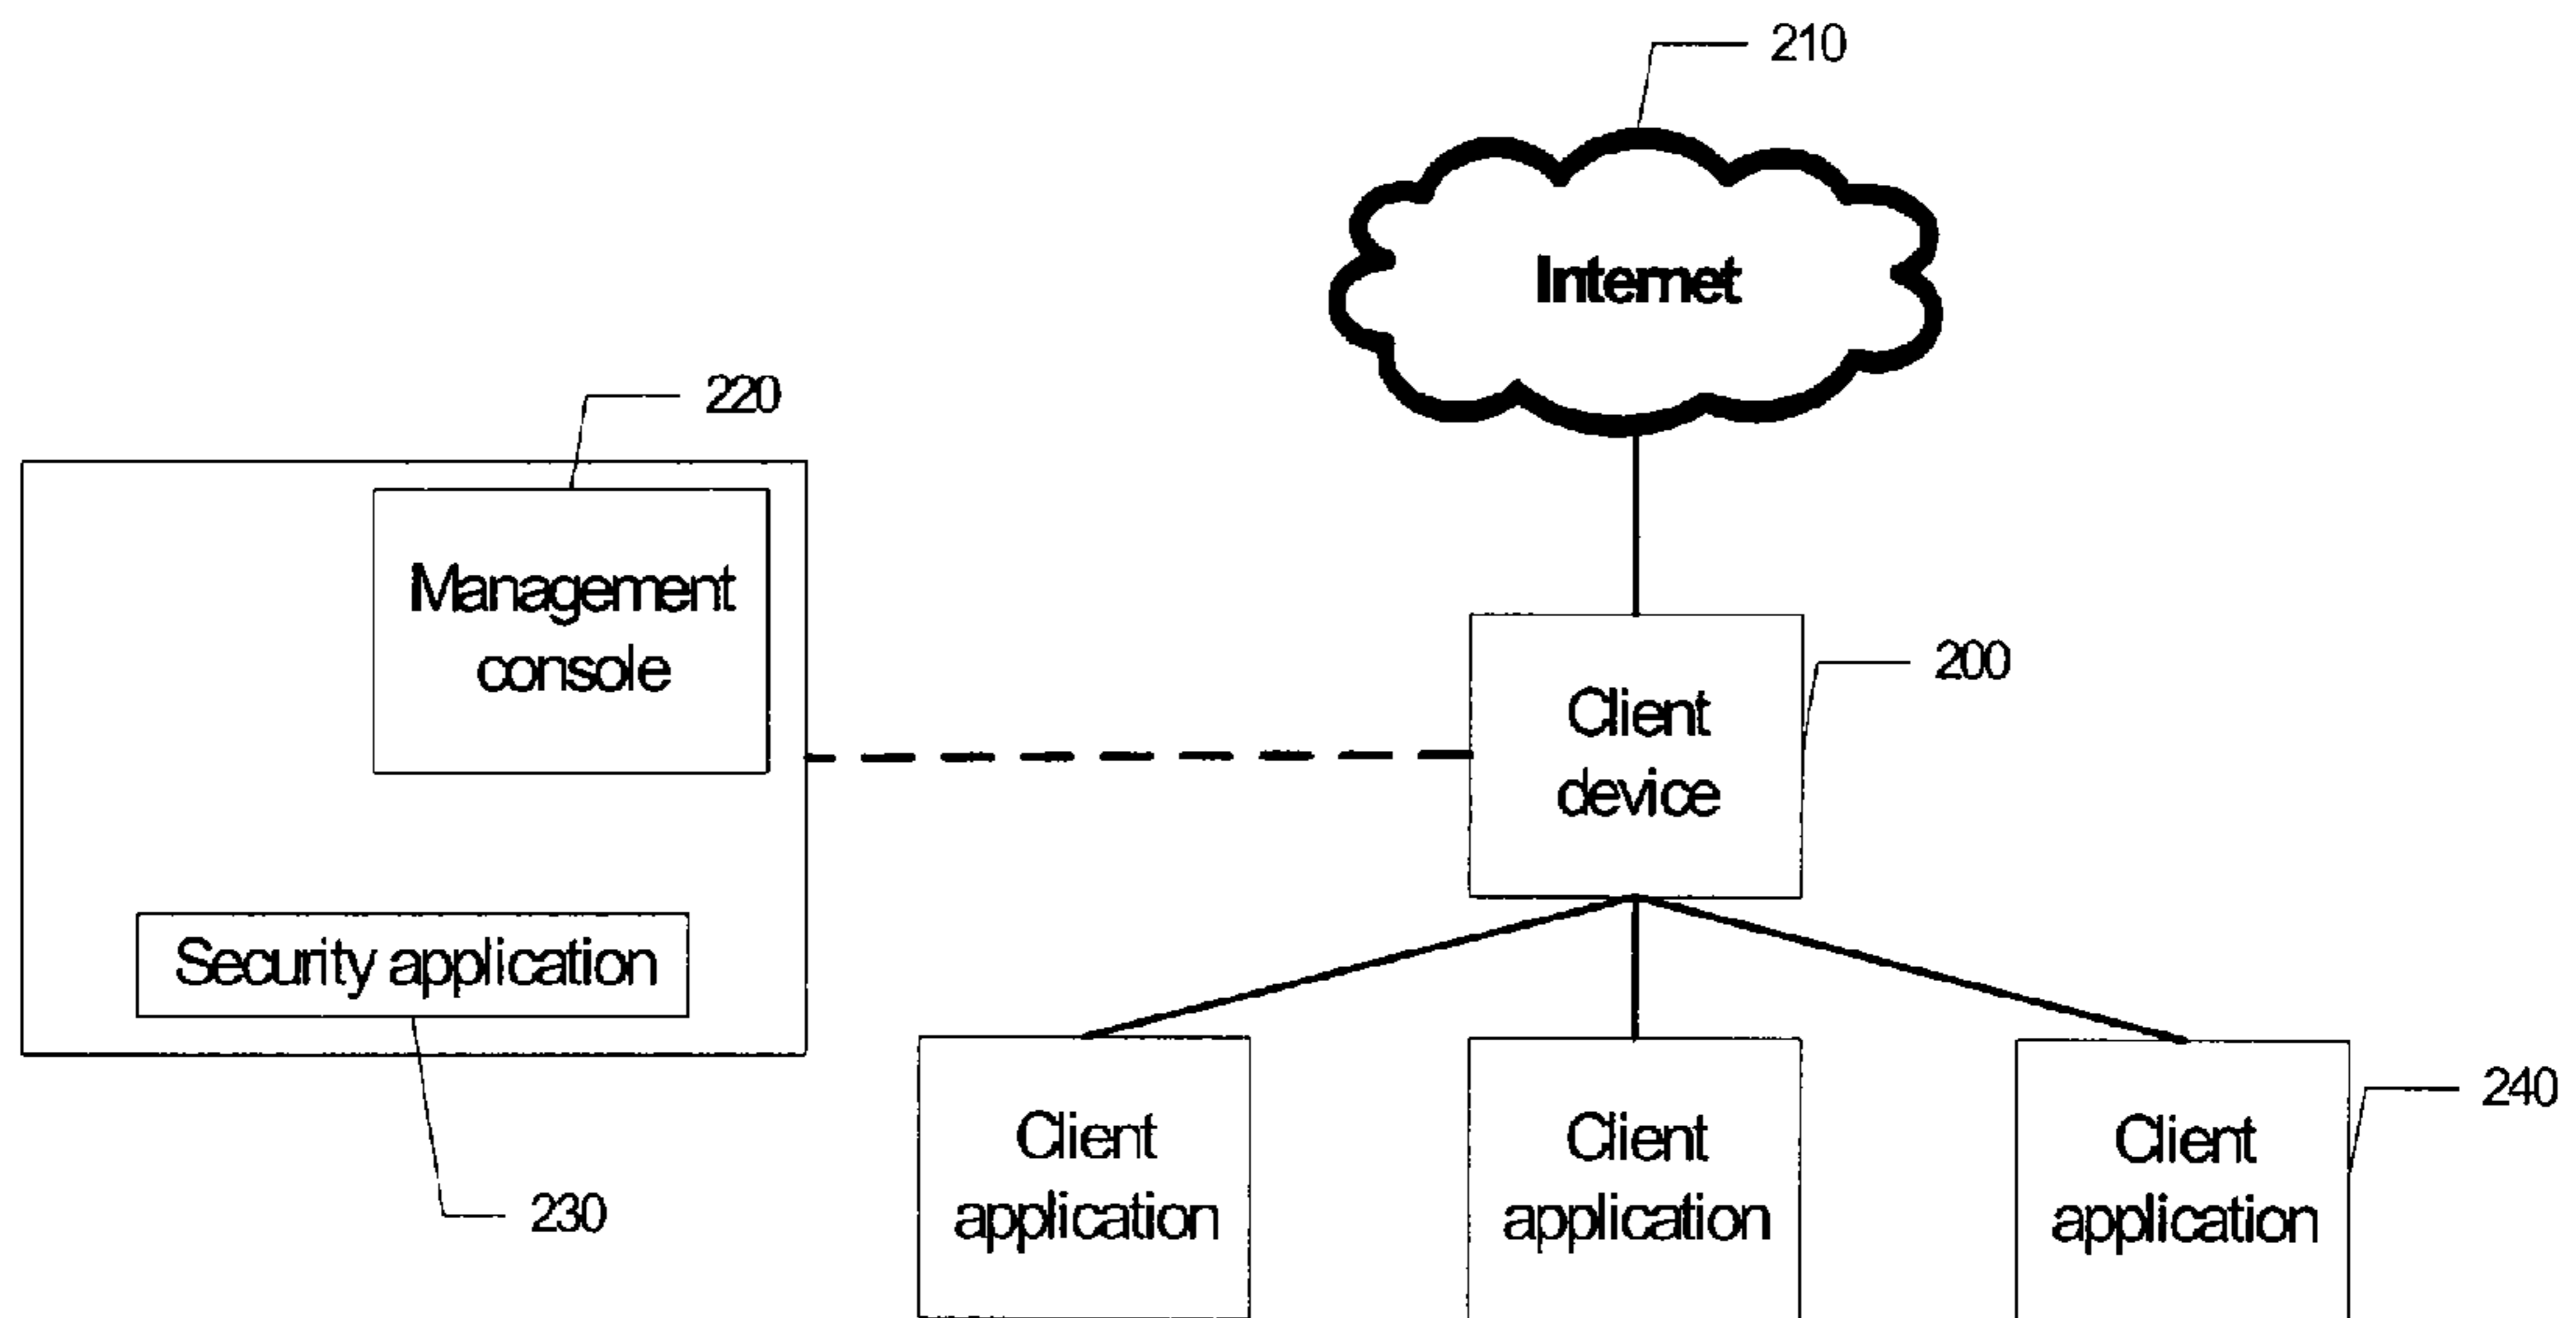 210
Internet
220
Management
console
200
Client
device
Security application
230
240
Client
application
Client
application
Client
application